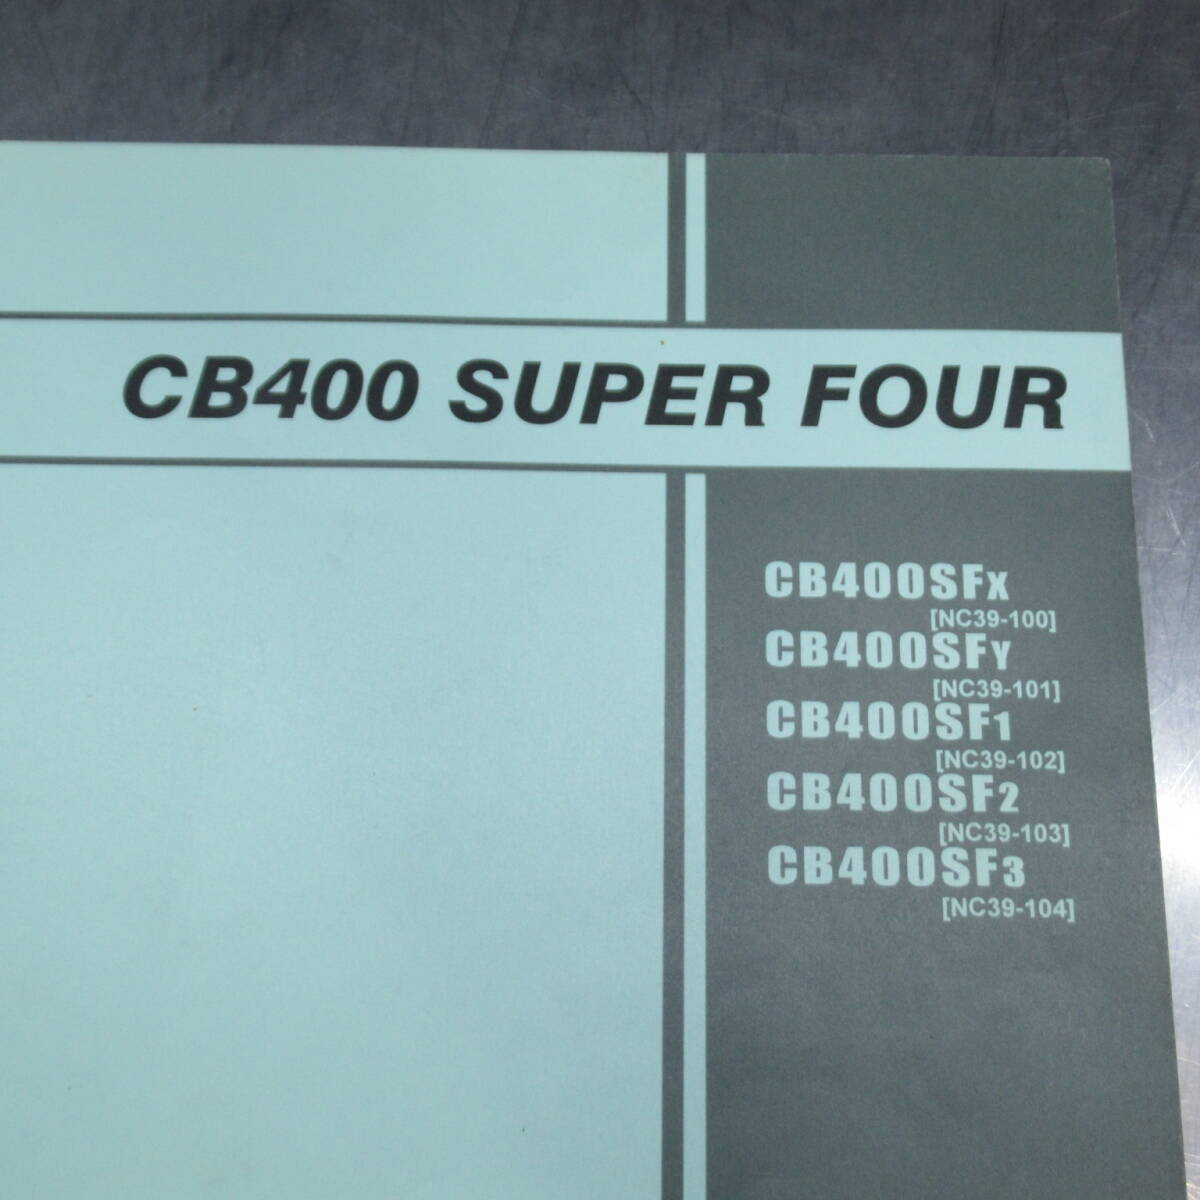 CB400 SUPER FOUR
CB400SFX
[NC39-100]
CB400SFY
[NC39-101]
CB400SF1
[NC39-102]
CB400SF2
[NC39-103]
CB400SF3
[NC39-104]